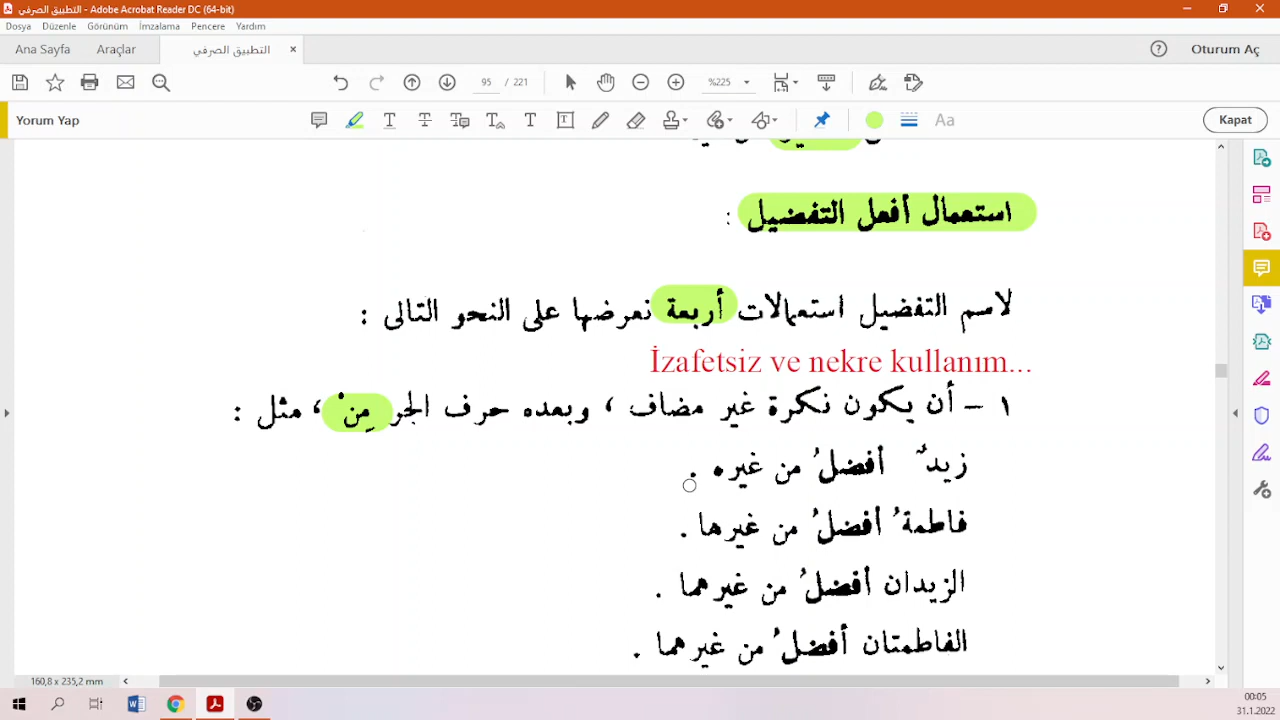 التطبيق الصرفي - Adobe Acrobat Reader DC (64-bit)
Dosya Düzenle Görünüm İmzalama Pencere Yardım
Ana Sayfa Araçlar التطبيق الصرفي × Oturum Aç
95 / 221 %225
Yorum Yap Aa Kapat
استعمال أفعل التفضيل :
لاسم التفضيل استعمالات أربعة نعرضها على النحو التالى :
İzafetsiz ve nekre kullanım...
١ – أن يكون نكرة غير مضاف ، وبعده حرف الجر مِنْ ، مثل :
زيدٌ أفضلُ من غيره .
فاطمةُ أفضلُ من غيرها .
الزيدان أفضلُ من غيرهما .
الفاطمتان أفضلُ من غيرهما .
160,8 x 235,2 mm
00:05
31.1.2022